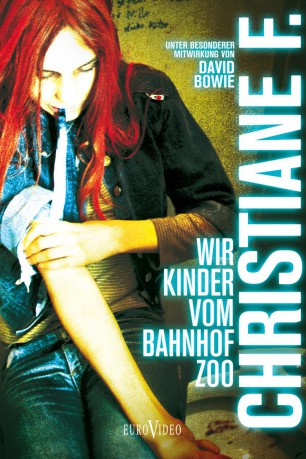 UNTER BESONDERER
MITWIRKUNG VON
DAVID
BOWIE
CHRISTIANE F.
WIR
KINDER
VOM
BAHNHOF
ZOO
EUROVIDEO